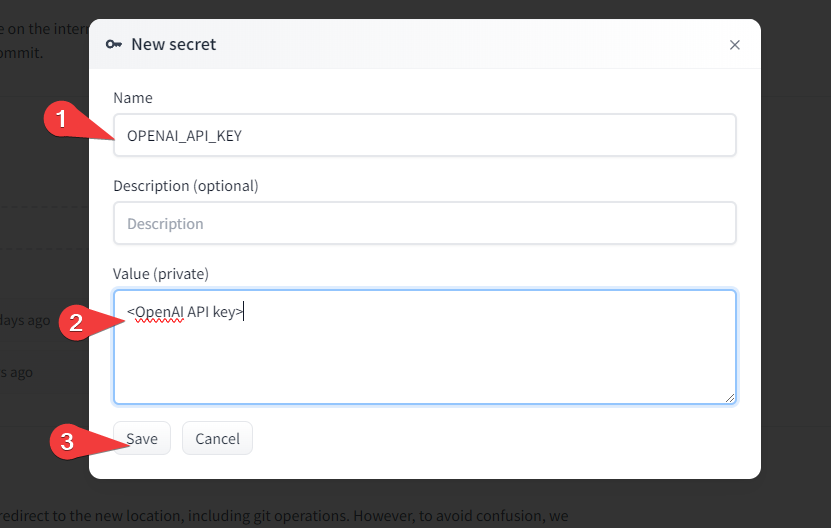 e on the inter
ommit.
New secret
Name
1
OPENAI_API_KEY
Description (optional)
Description
Value (private)
2
<OpenAI API key>
days ago
s ago
3
Save Cancel
redirect to the new location, including git operations. However, to avoid confusion, we